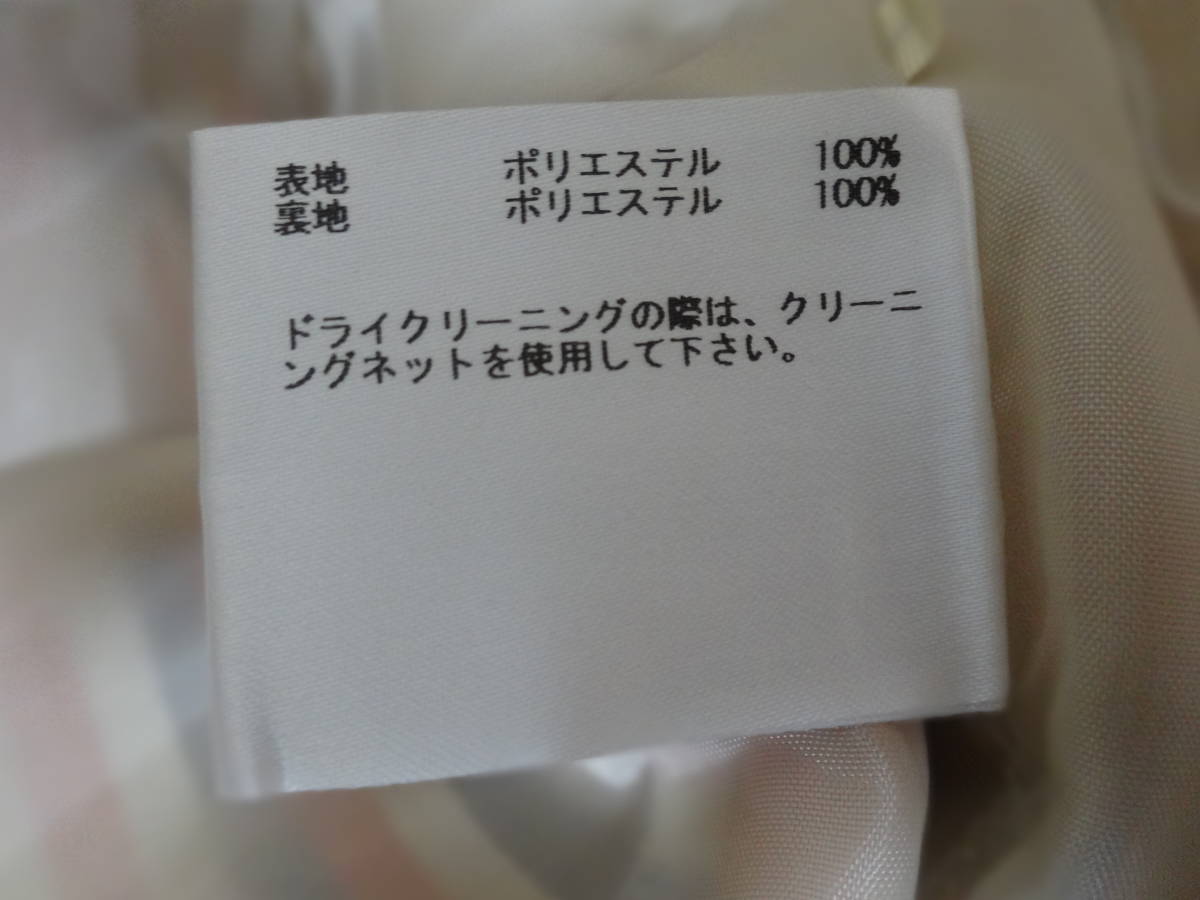 表地 ポリエステル 100%
裏地 ポリエステル 100%
ドライクリーニングの際は、クリーニ
ングネットを使用して下さい。